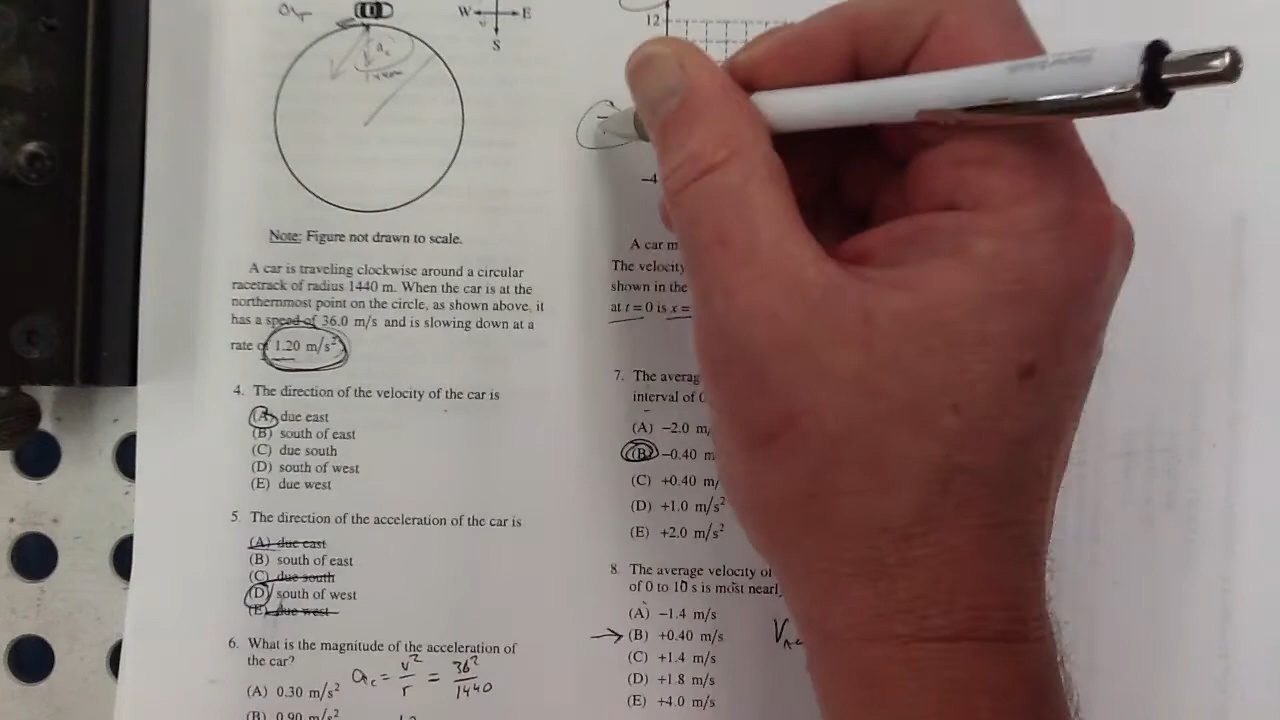 W E
S
12
-4
Note: Figure not drawn to scale.
A car is traveling clockwise around a circular
racetrack of radius 1440 m. When the car is at the
northernmost point on the circle, as shown above, it
has a speed of 36.0 m/s and is slowing down at a
rate of 1.20 m/s².
4. The direction of the velocity of the car is
(A) due east
(B) south of east
(C) due south
(D) south of west
(E) due west
5. The direction of the acceleration of the car is
(A) due east
(B) south of east
(C) due south
(D) south of west
(E) due west
6. What is the magnitude of the acceleration of
the car?
(A) 0.30 m/s²
(B) 0.90 m/s²
a_c = v²/r = 36²/1440
A car m
The velocity
shown in the
at t = 0 is x =
7. The averag
interval of
(A) -2.0 m/
(B) -0.40 m
(C) +0.40 m/
(D) +1.0 m/s²
(E) +2.0 m/s²
8. The average velocity of
of 0 to 10 s is most nearl
(A) -1.4 m/s
(B) +0.40 m/s
(C) +1.4 m/s
(D) +1.8 m/s
(E) +4.0 m/s